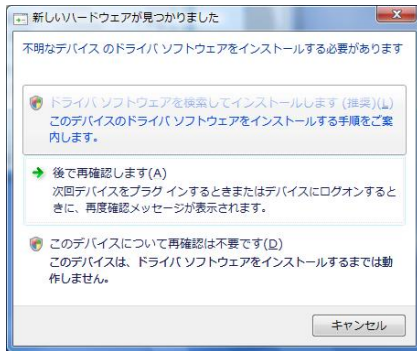 新しいハードウェアが見つかりました
不明なデバイス のドライバ ソフトウェアをインストールする必要があります
ドライバ ソフトウェアを検索してインストールします (推奨)(L)
このデバイスのドライバ ソフトウェアをインストールする手順をご案
内します。
後で再確認します(A)
次回デバイスをプラグ インするときまたはデバイスにログオンすると
きに、再度確認メッセージが表示されます。
このデバイスについて再確認は不要です(D)
このデバイスは、ドライバ ソフトウェアをインストールするまでは動
作しません。
キャンセル